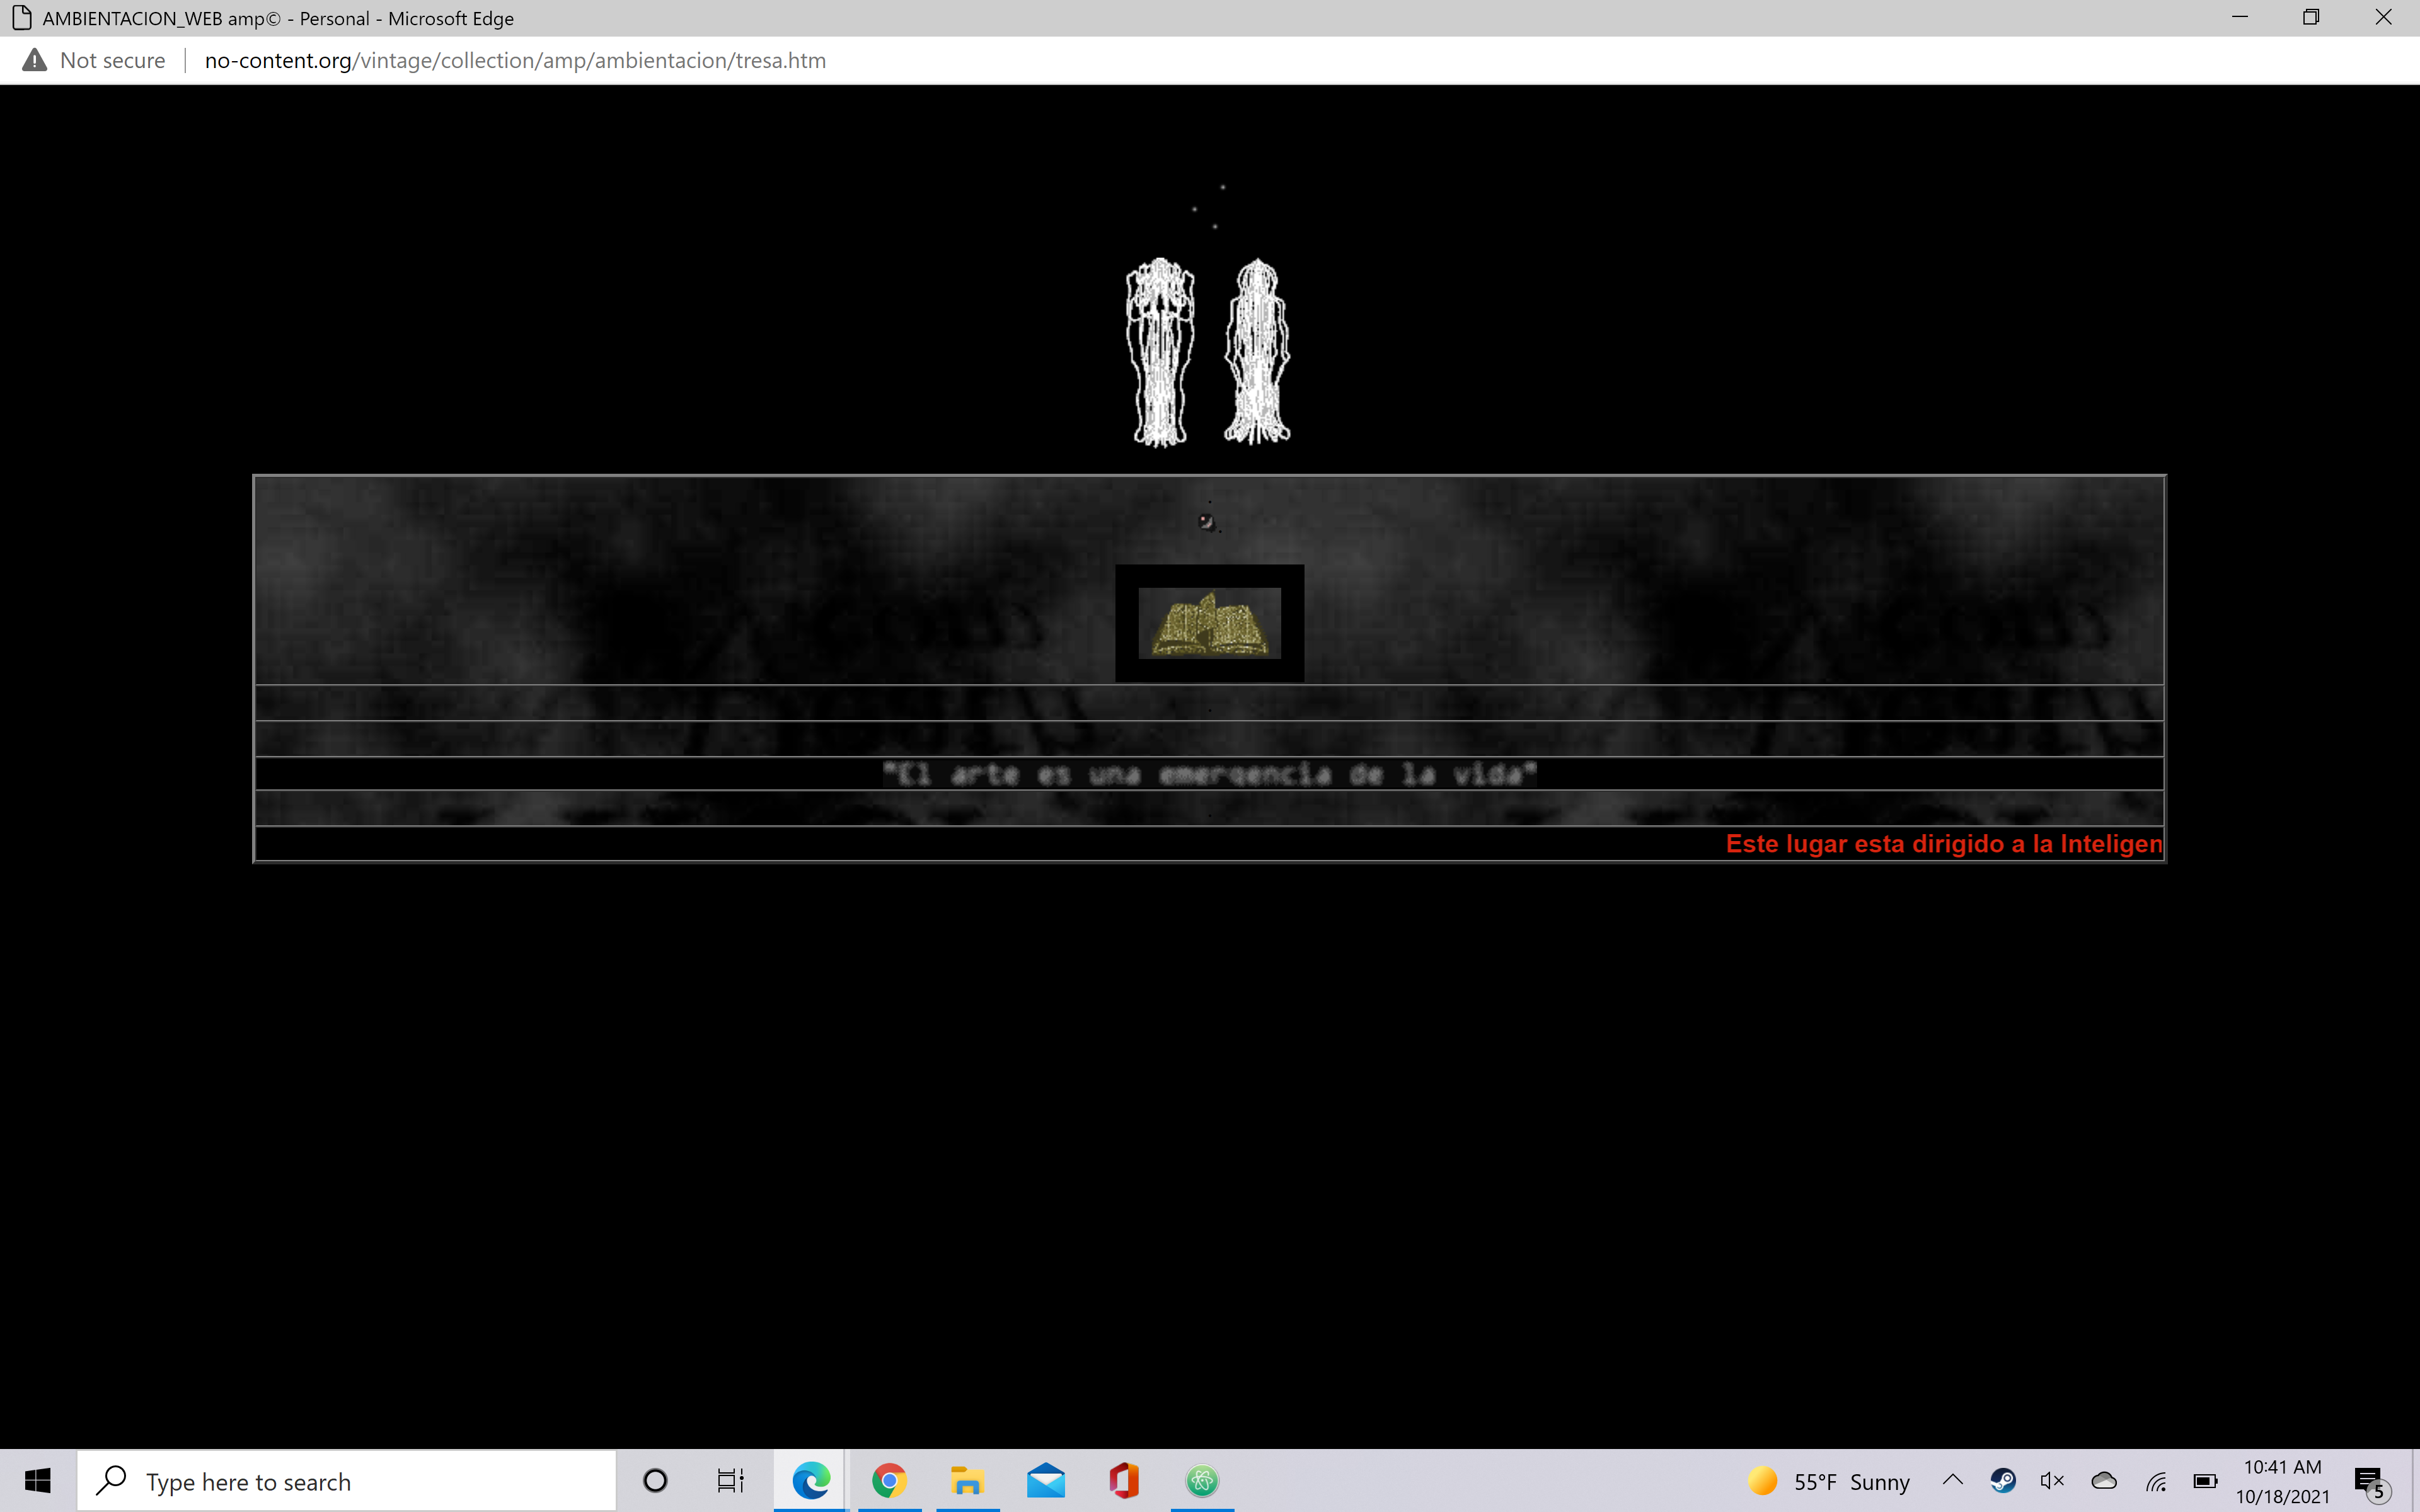 AMBIENTACION_WEB amp© - Personal - Microsoft Edge
Not secure no-content.org/vintage/collection/amp/ambientacion/tresa.htm
"El arte es una emergencia de la vida"
Este lugar esta dirigido a la Inteligen
Type here to search
55°F Sunny
10:41 AM
10/18/2021
5